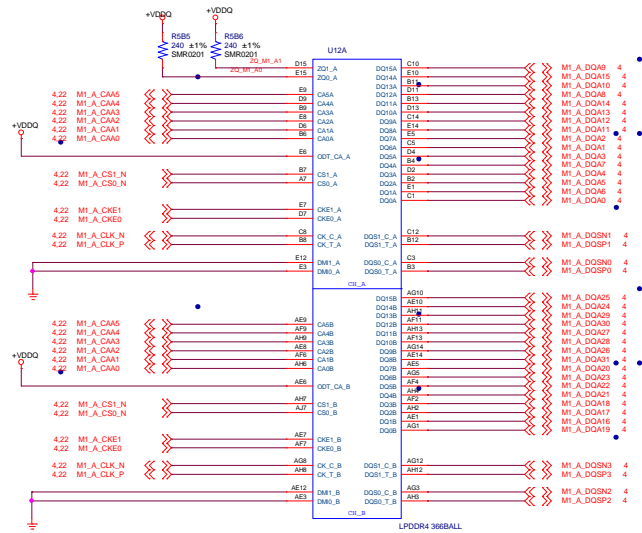 +VDDQ +VDDQ
R5B5 R5B6
240 ±1% 240 ±1%
SMR0201 SMR0201
U12A
ZQ_M1_A1 D15 ZQ1_A DQ15A C10 M1_A_DQA9 4
ZQ_M1_A0 E15 ZQ0_A DQ14A E10 M1_A_DQA15 4
DQ13A B11 M1_A_DQA10 4
4,22 M1_A_CAA5 E9 CA5A DQ12A D11 M1_A_DQA8 4
4,22 M1_A_CAA4 D9 CA4A DQ11A B13 M1_A_DQA14 4
4,22 M1_A_CAA3 B9 CA3A DQ10A D13 M1_A_DQA13 4
4,22 M1_A_CAA2 E8 CA2A DQ9A C14 M1_A_DQA12 4
4,22 M1_A_CAA1 D6 CA1A DQ8A E14 M1_A_DQA11 4
4,22 M1_A_CAA0 B6 CA0A DQ7A E5 M1_A_DQA2 4
+VDDQ
DQ6A C5 M1_A_DQA1 4
E6 ODT_CA_A DQ5A D4 M1_A_DQA3 4
DQ4A B4 M1_A_DQA7 4
4,22 M1_A_CS1_N B7 CS1_A DQ3A D2 M1_A_DQA4 4
4,22 M1_A_CS0_N A7 CS0_A DQ2A B2 M1_A_DQA5 4
DQ1A E1 M1_A_DQA6 4
DQ0A C1 M1_A_DQA0 4
4,22 M1_A_CKE1 E7 CKE1_A
4,22 M1_A_CKE0 D7 CKE0_A
4,22 M1_A_CLK_N C8 CK_C_A DQS1_C_A C12 M1_A_DQSN1 4
4,22 M1_A_CLK_P B8 CK_T_A DQS1_T_A B12 M1_A_DQSP1 4
E12 DMI1_A DQS0_C_A C3 M1_A_DQSN0 4
E3 DMI0_A DQS0_T_A B3 M1_A_DQSP0 4
CH_A
DQ15B AG10 M1_A_DQA25 4
DQ14B AE10 M1_A_DQA24 4
DQ13B AH11 M1_A_DQA29 4
4,22 M1_A_CAA5 AE9 CA5B DQ12B AF11 M1_A_DQA30 4
4,22 M1_A_CAA4 AF9 CA4B DQ11B AH13 M1_A_DQA27 4
4,22 M1_A_CAA3 AH9 CA3B DQ10B AF13 M1_A_DQA28 4
4,22 M1_A_CAA2 AE8 CA2B DQ9B AG14 M1_A_DQA26 4
4,22 M1_A_CAA1 AF6 CA1B DQ8B AE14 M1_A_DQA31 4
4,22 M1_A_CAA0 AH6 CA0B DQ7B AE5 M1_A_DQA20 4
+VDDQ
DQ6B AG5 M1_A_DQA23 4
AE6 ODT_CA_B DQ5B AF4 M1_A_DQA22 4
DQ4B M1_A_DQA21 4
4,22 M1_A_CS1_N AH7 CS1_B DQ3B AF2 M1_A_DQA18 4
4,22 M1_A_CS0_N AJ7 CS0_B DQ2B AH2 M1_A_DQA17 4
DQ1B AE1 M1_A_DQA16 4
DQ0B AG1 M1_A_DQA19 4
4,22 M1_A_CKE1 AE7 CKE1_B
4,22 M1_A_CKE0 AF7 CKE0_B
4,22 M1_A_CLK_N AG8 CK_C_B DQS1_C_B AG12 M1_A_DQSN3 4
4,22 M1_A_CLK_P AH8 CK_T_B DQS1_T_B AH12 M1_A_DQSP3 4
AE12 DMI1_B DQS0_C_B AG3 M1_A_DQSN2 4
AE3 DMI0_B DQS0_T_B AH3 M1_A_DQSP2 4
CH_B
LPDDR4 366BALL